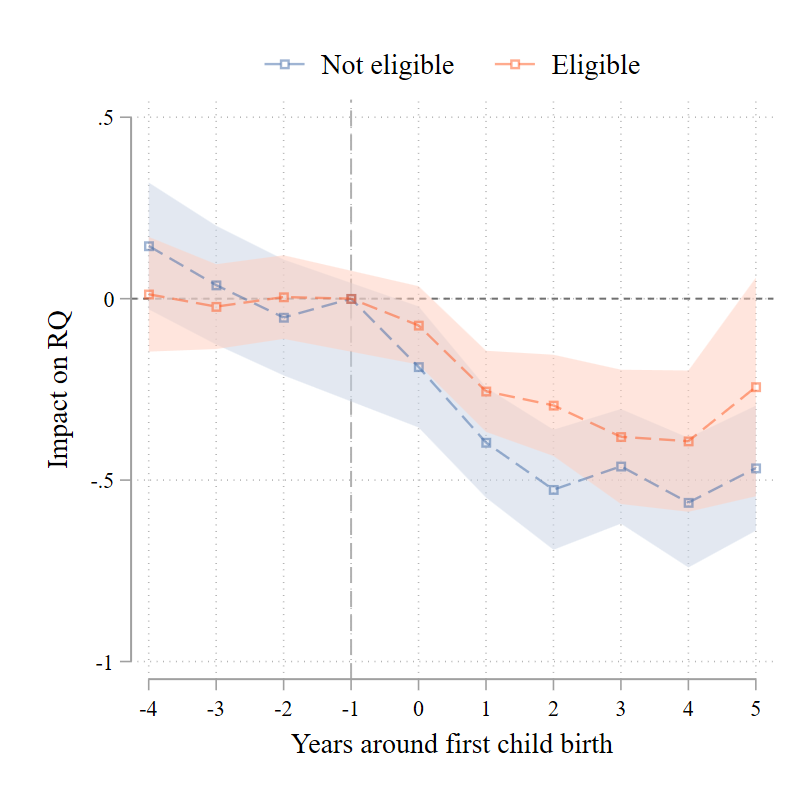 Not eligible Eligible
.5
0
-.5
-1
Impact on RQ
-4 -3 -2 -1 0 1 2 3 4 5
Years around first child birth